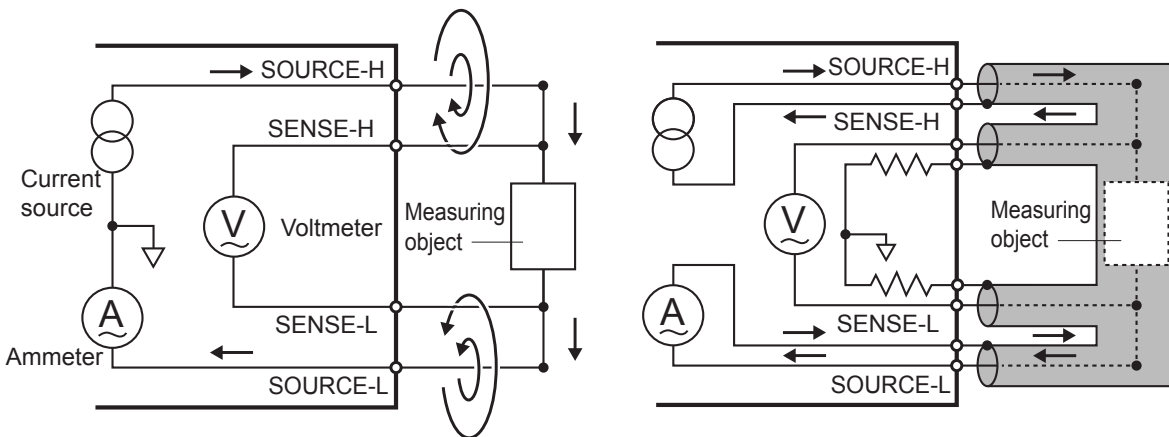 SOURCE-H
SENSE-H
Current
source
V
Voltmeter
Measuring
object
A
Ammeter
SENSE-L
SOURCE-L
SOURCE-H
SENSE-H
V
Measuring
object
A
SENSE-L
SOURCE-L